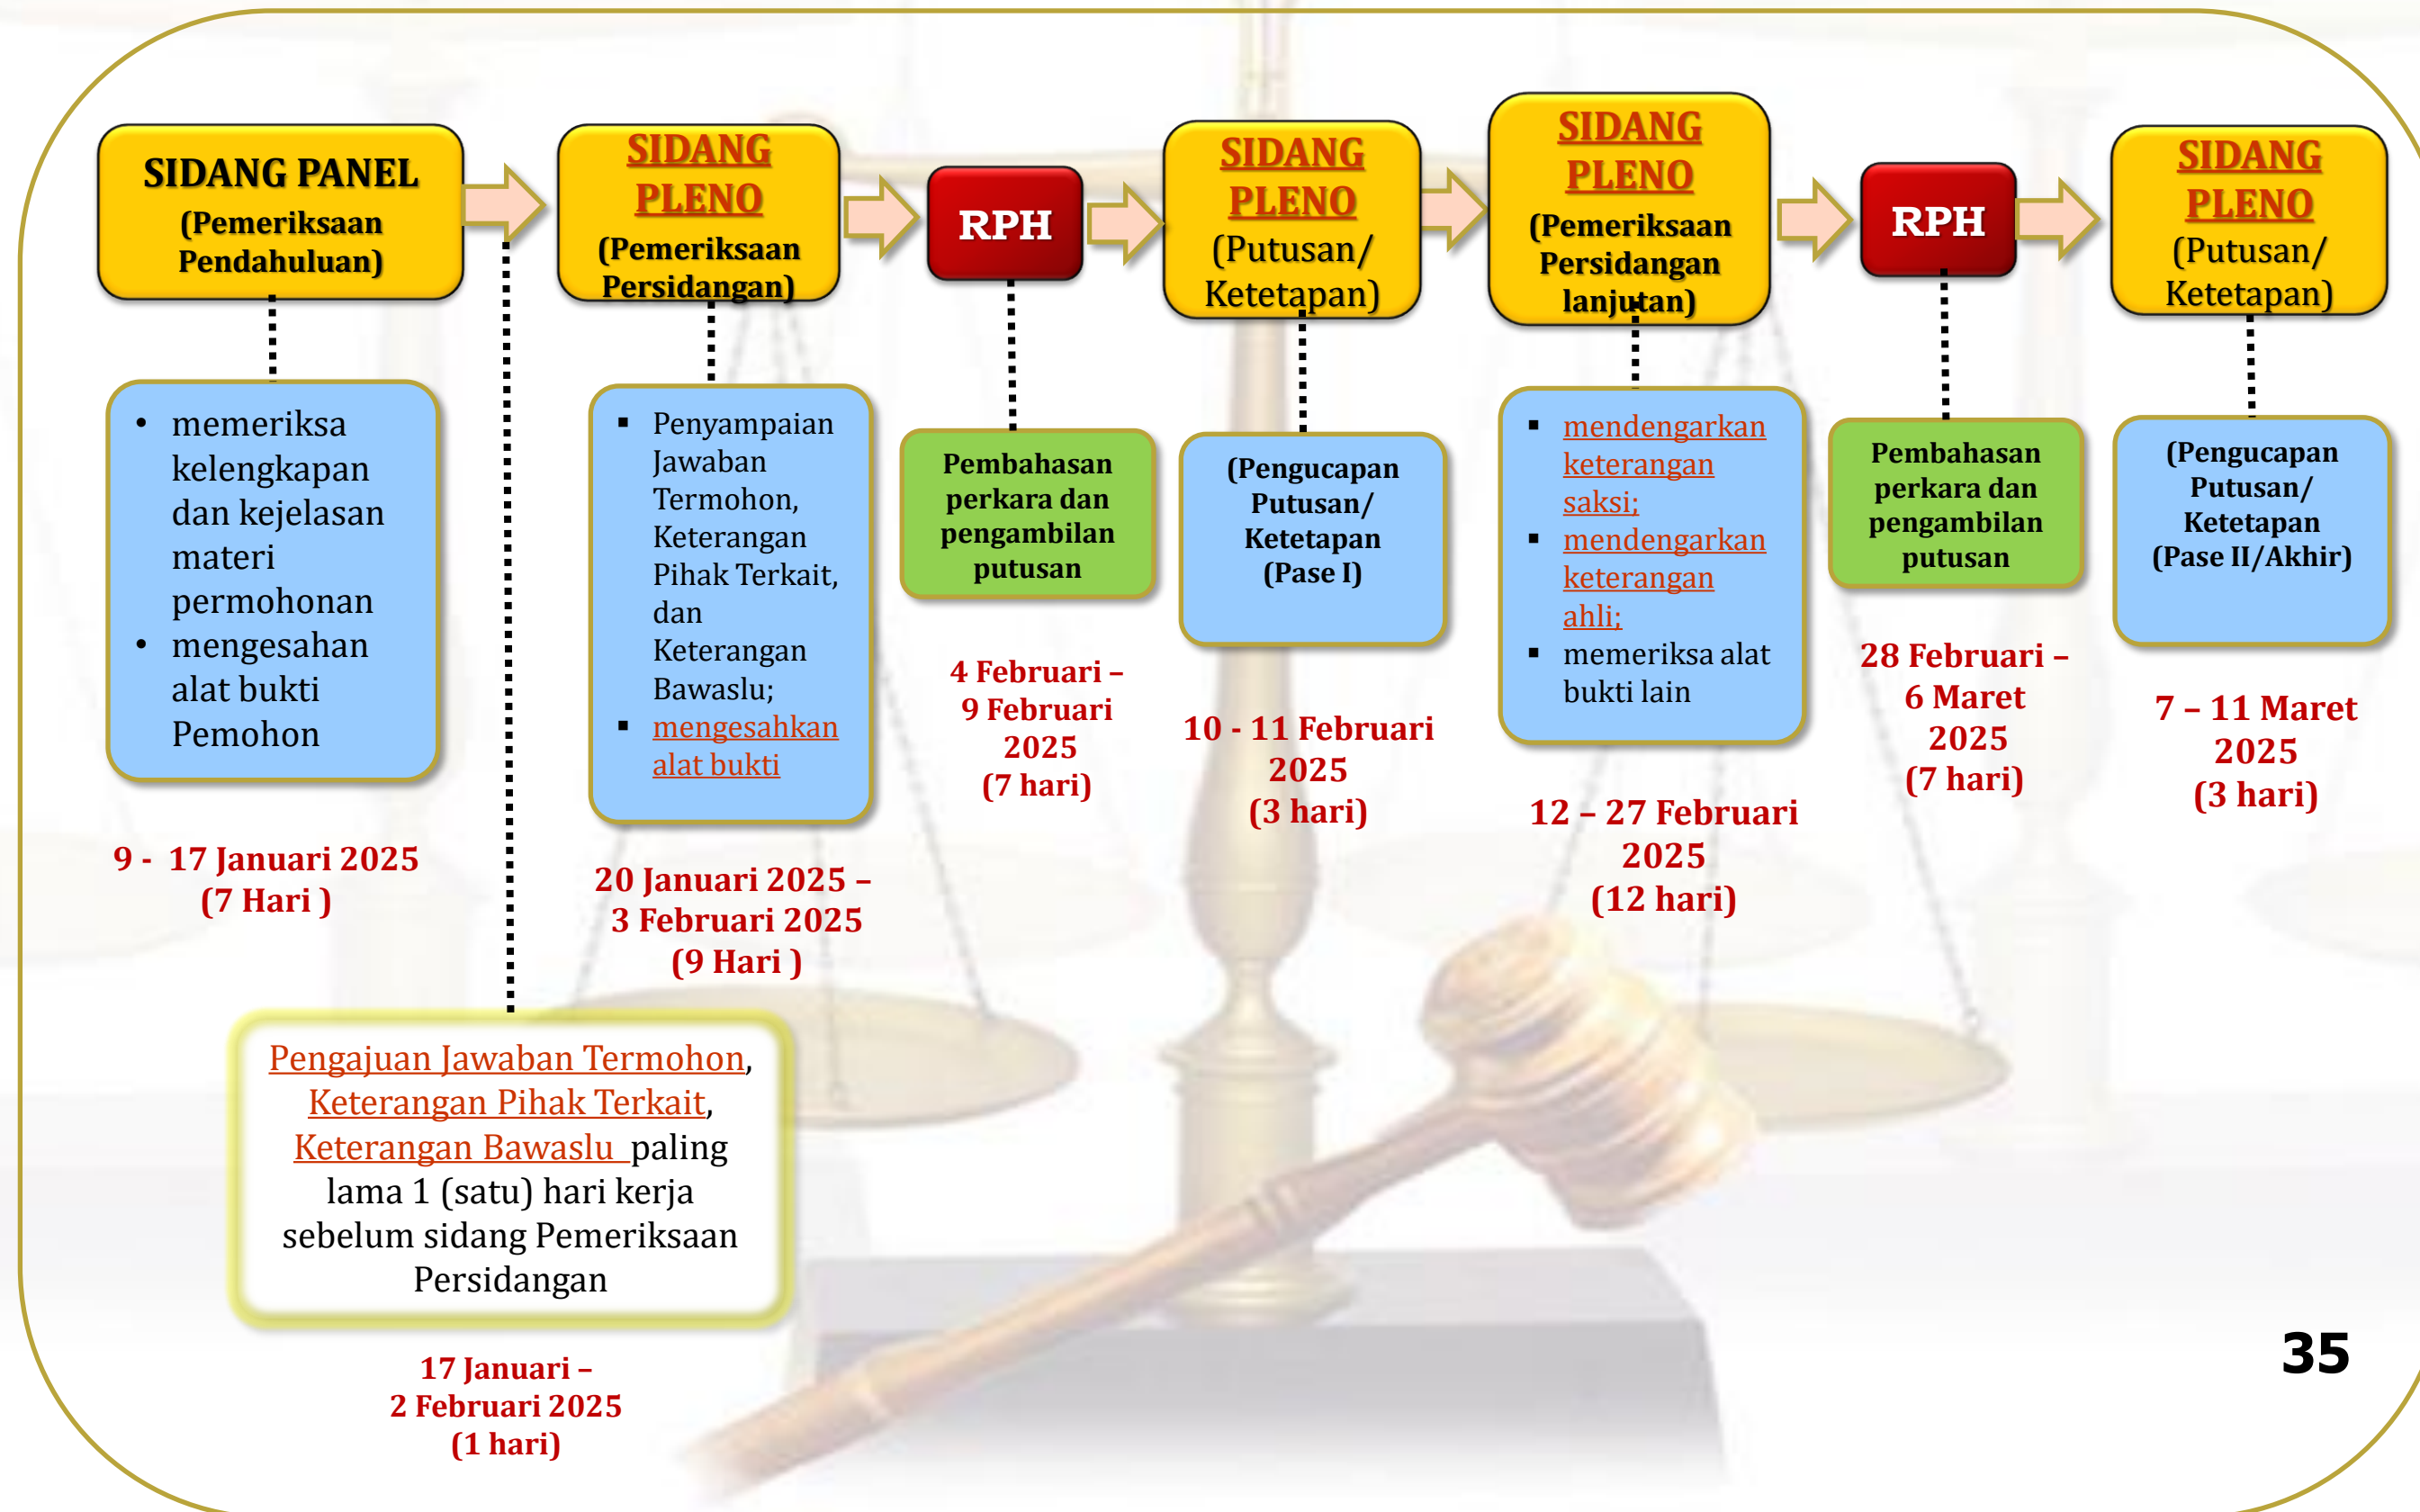 SIDANG PANEL
(Pemeriksaan
Pendahuluan)
• memeriksa
kelengkapan
dan kejelasan
materi
permohonan
• mengesahan
alat bukti
Pemohon
9 - 17 Januari 2025
(7 Hari )
Pengajuan Jawaban Termohon,
Keterangan Pihak Terkait,
Keterangan Bawaslu paling
lama 1 (satu) hari kerja
sebelum sidang Pemeriksaan
Persidangan
17 Januari –
2 Februari 2025
(1 hari)
SIDANG
PLENO
(Pemeriksaan
Persidangan)
▪ Penyampaian
Jawaban
Termohon,
Keterangan
Pihak Terkait,
dan
Keterangan
Bawaslu;
▪ mengesahkan
alat bukti
20 Januari 2025 –
3 Februari 2025
(9 Hari )
RPH
Pembahasan
perkara dan
pengambilan
putusan
4 Februari –
9 Februari
2025
(7 hari)
SIDANG
PLENO
(Putusan/
Ketetapan)
(Pengucapan
Putusan/
Ketetapan
(Pase I)
10 - 11 Februari
2025
(3 hari)
SIDANG
PLENO
(Pemeriksaan
Persidangan
lanjutan)
▪ mendengarkan
keterangan
saksi;
▪ mendengarkan
keterangan
ahli;
▪ memeriksa alat
bukti lain
12 – 27 Februari
2025
(12 hari)
RPH
Pembahasan
perkara dan
pengambilan
putusan
28 Februari –
6 Maret
2025
(7 hari)
SIDANG
PLENO
(Putusan/
Ketetapan)
(Pengucapan
Putusan/
Ketetapan
(Pase II/Akhir)
7 – 11 Maret
2025
(3 hari)
35